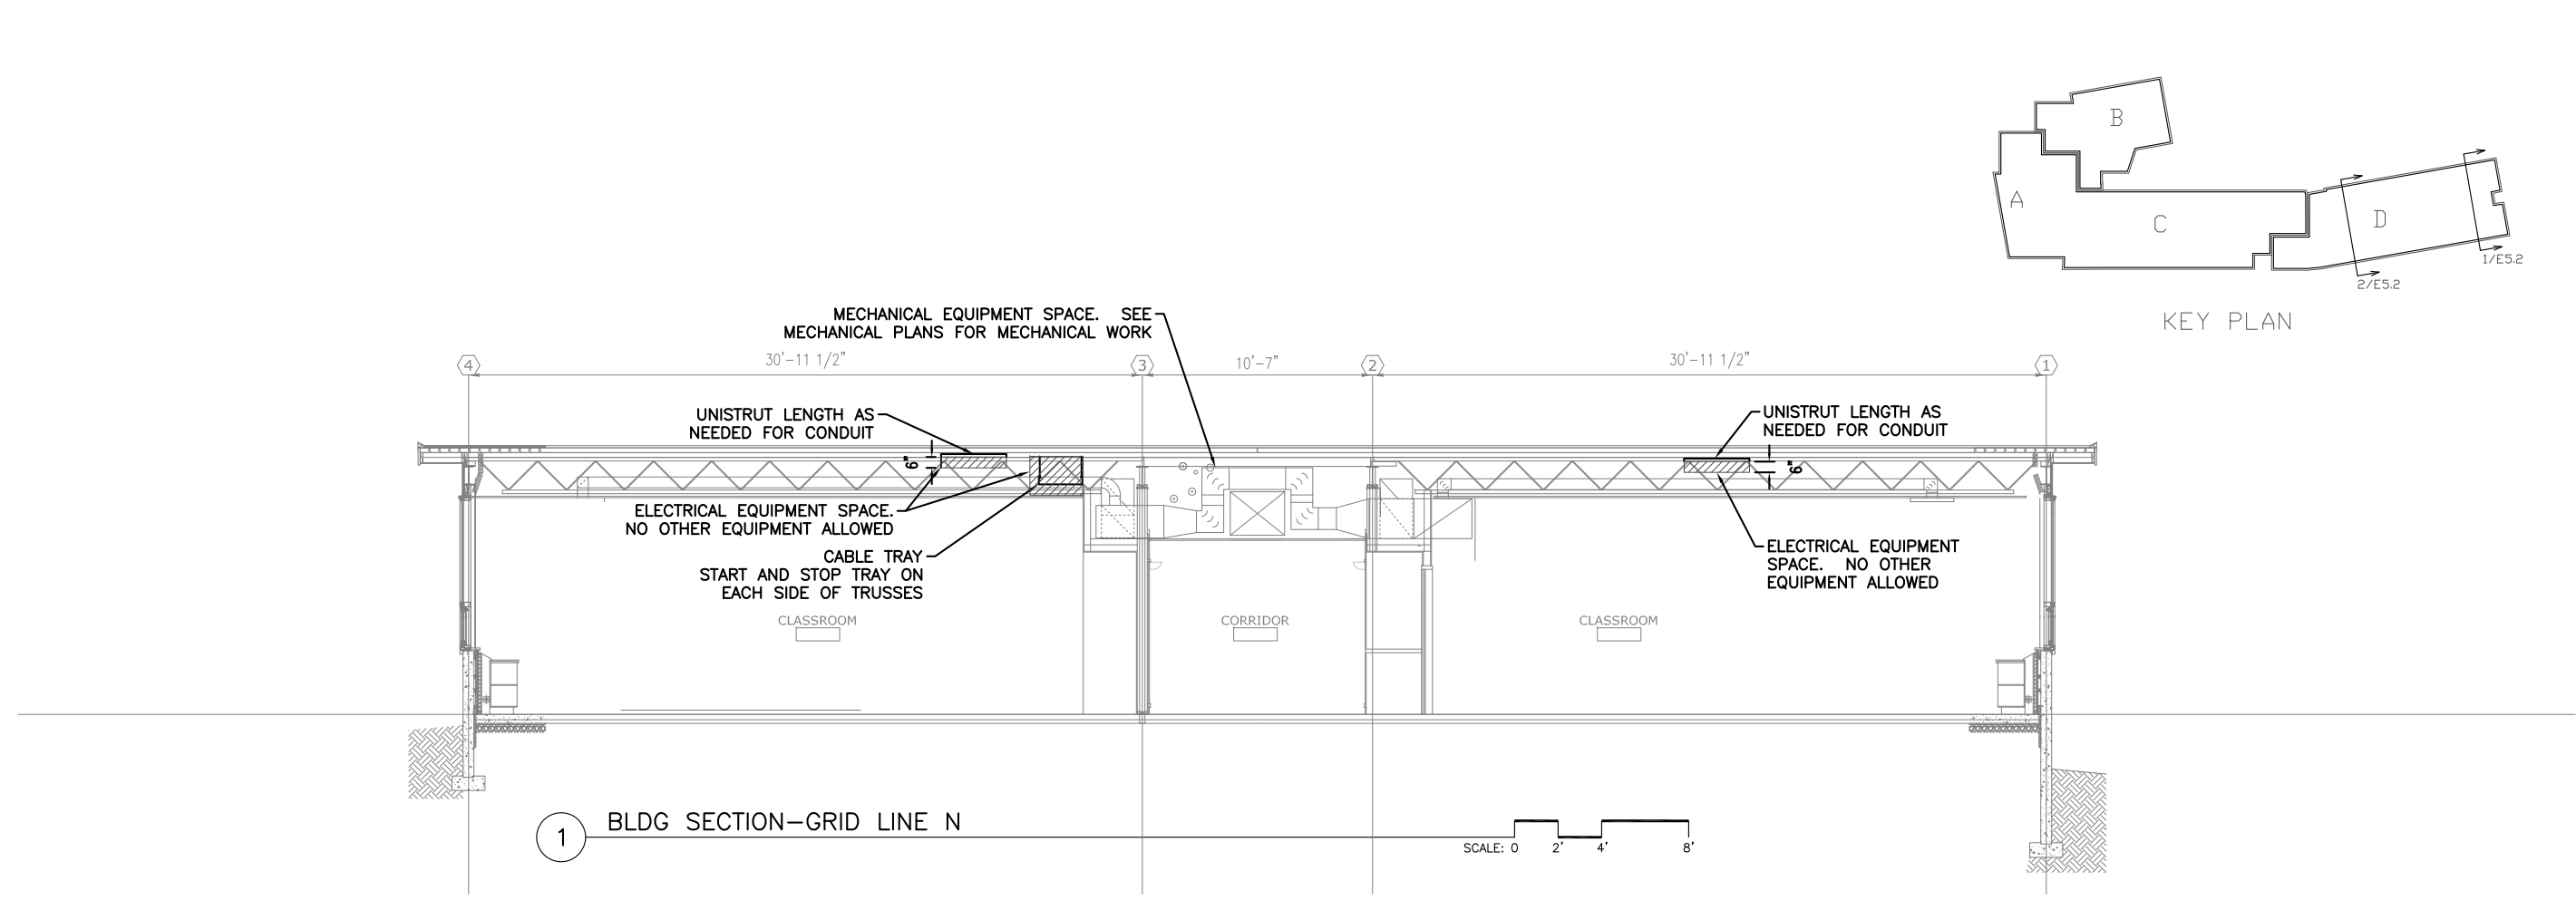 B
A
C
D
1/E5.2
2/E5.2
KEY PLAN
MECHANICAL EQUIPMENT SPACE. SEE
MECHANICAL PLANS FOR MECHANICAL WORK
4
30'-11 1/2"
3
10'-7"
2
30'-11 1/2"
1
UNISTRUT LENGTH AS
NEEDED FOR CONDUIT
UNISTRUT LENGTH AS
NEEDED FOR CONDUIT
6"
6"
ELECTRICAL EQUIPMENT SPACE.
NO OTHER EQUIPMENT ALLOWED
CABLE TRAY
START AND STOP TRAY ON
EACH SIDE OF TRUSSES
ELECTRICAL EQUIPMENT
SPACE. NO OTHER
EQUIPMENT ALLOWED
CLASSROOM
CORRIDOR
CLASSROOM
1
BLDG SECTION-GRID LINE N
SCALE: 0 2' 4' 8'